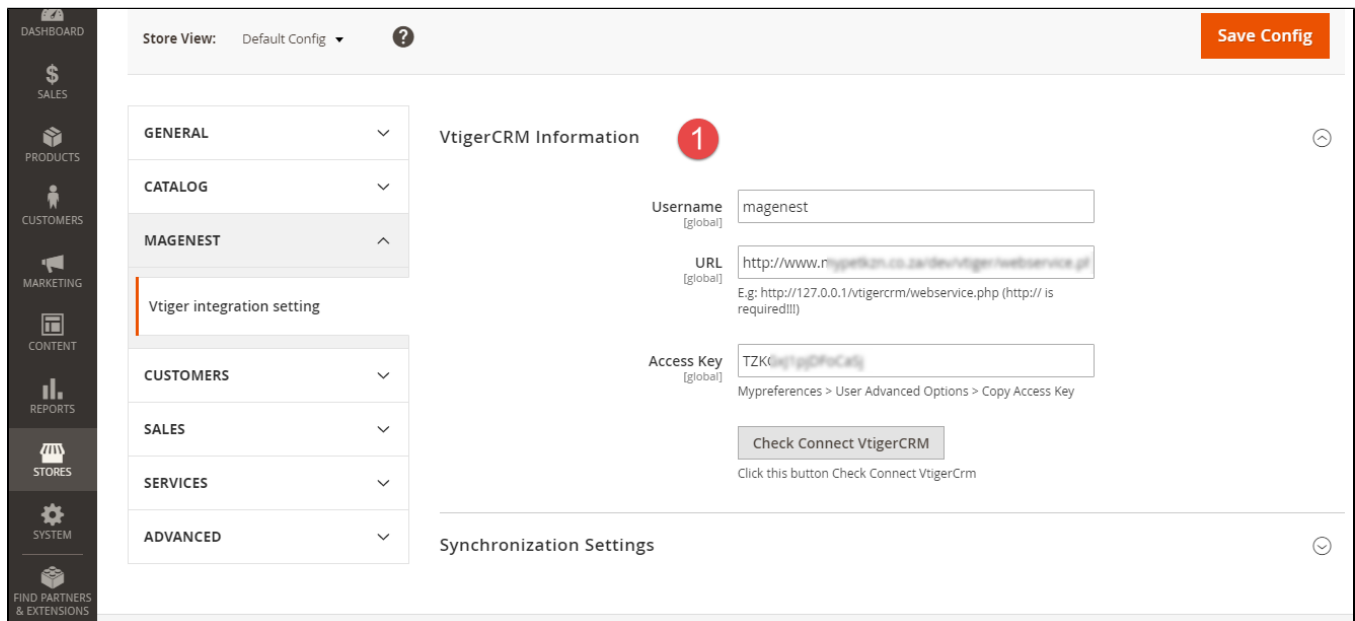 DASHBOARD
SALES
PRODUCTS
CUSTOMERS
MARKETING
CONTENT
REPORTS
STORES
SYSTEM
FIND PARTNERS
& EXTENSIONS
Store View: Default Config
?
Save Config
GENERAL
CATALOG
MAGENEST
Vtiger integration setting
CUSTOMERS
SALES
SERVICES
ADVANCED
VtigerCRM Information
1
Username
[global]
magenest
URL
[global]
http://www.
E.g: http://127.0.0.1/vtigercrm/webservice.php (http:// is
required!!!)
Access Key
[global]
Mypreferences > User Advanced Options > Copy Access Key
Check Connect VtigerCRM
Click this button Check Connect VtigerCrm
Synchronization Settings